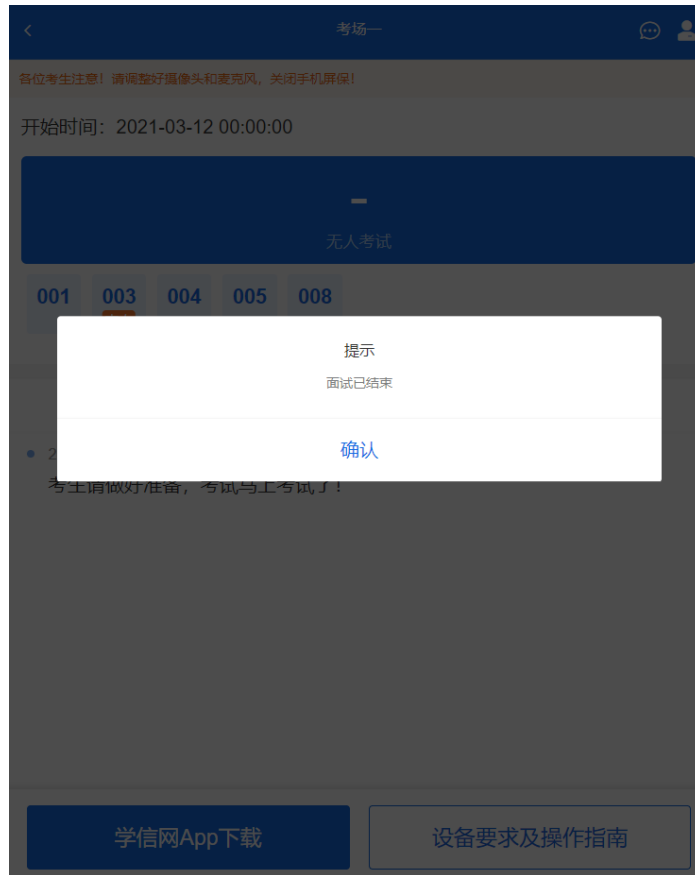 考场一
各位考生注意！请调整好摄像头和麦克风，关闭手机屏保！
开始时间：2021-03-12 00:00:00
-
无人考试
001 003 004 005 008
提示
面试已结束
确认
2
考生请做好准备，考试马上考试了！
学信网App下载 设备要求及操作指南